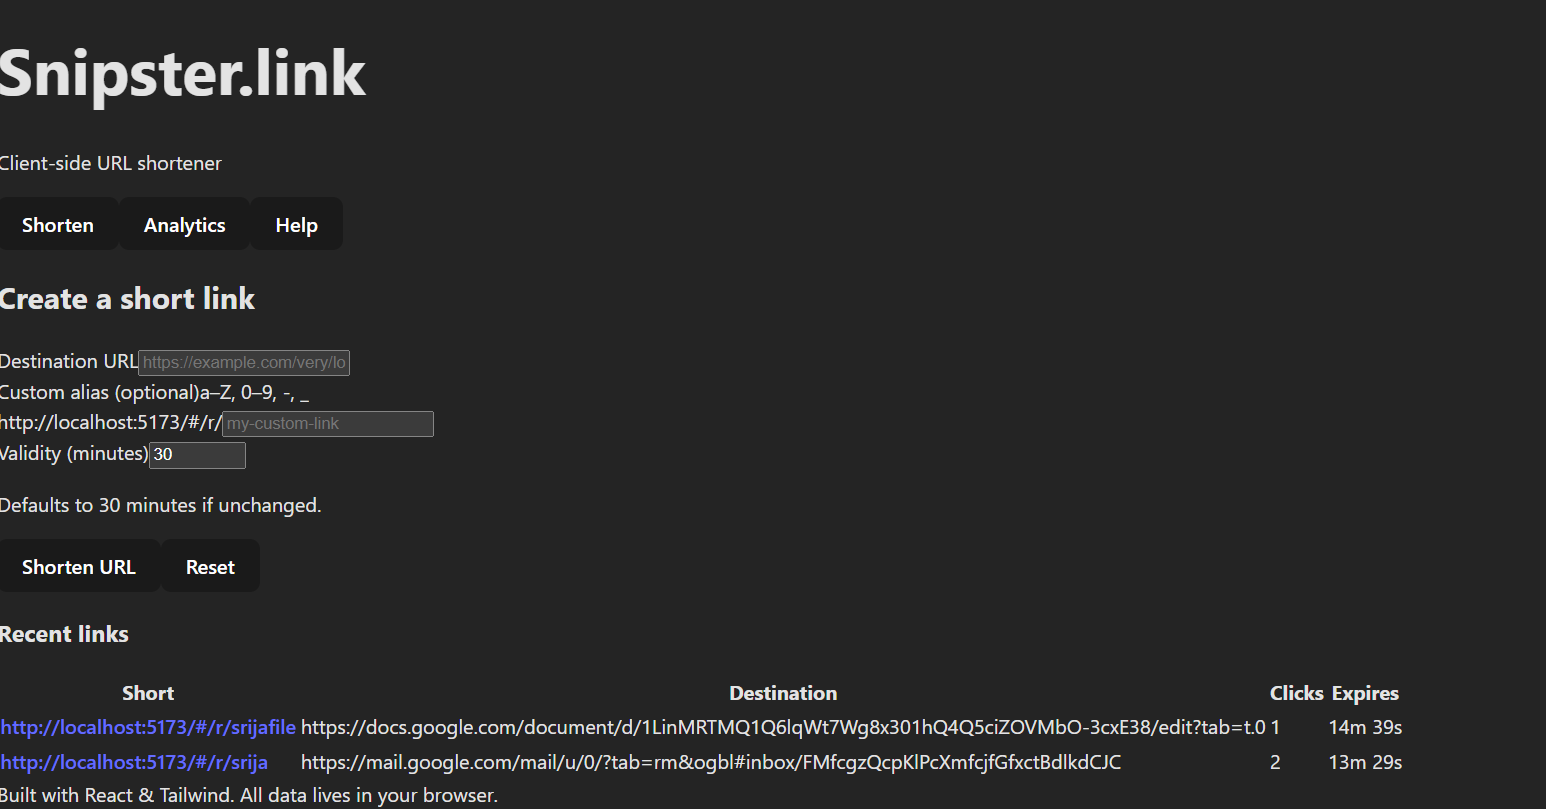 Snipster.link
Client-side URL shortener
Shorten Analytics Help
Create a short link
Destination URL https://example.com/very/lo
Custom alias (optional)a–Z, 0–9, -, _
http://localhost:5173/#/r/ my-custom-link
Validity (minutes) 30
Defaults to 30 minutes if unchanged.
Shorten URL Reset
Recent links
Short Destination Clicks Expires
http://localhost:5173/#/r/srijafile https://docs.google.com/document/d/1LinMRTMQ1Q6lqWt7Wg8x301hQ4Q5ciZOVMbO-3cxE38/edit?tab=t.0 1 14m 39s
http://localhost:5173/#/r/srija https://mail.google.com/mail/u/0/?tab=rm&ogbl#inbox/FMfcgzQcpKlPcXmfcjfGfxctBdlkdCJC 2 13m 29s
Built with React & Tailwind. All data lives in your browser.